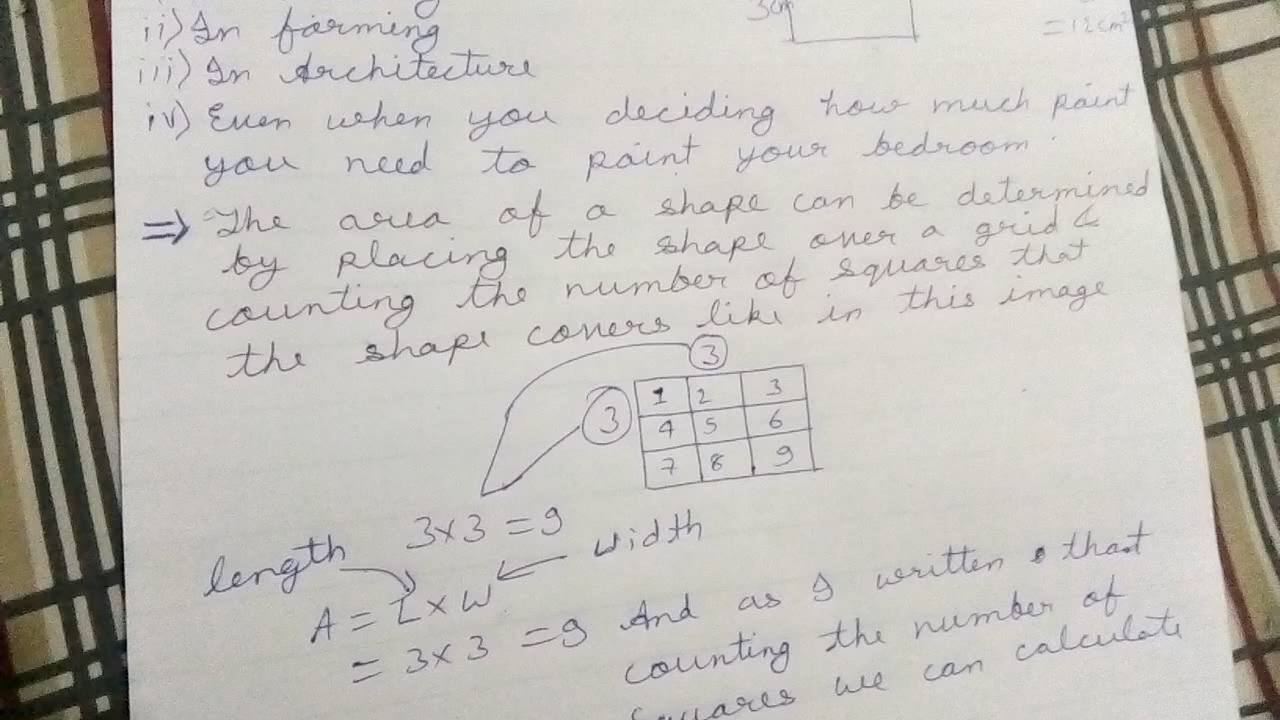 3cm
= 12cm²
ii) In farming
iii) In Architecture
iv) Even when you deciding how much paint
you need to paint your bedroom.
⇒ The area of a shape can be determined
by placing the shape over a grid &
counting the number of squares that
the shape covers like in this image
3
3
1 2 3
4 5 6
7 8 9
3×3 = 9
length
width
A = L × W
= 3×3 = 9
And as I written that
counting the number of
squares we can calculate